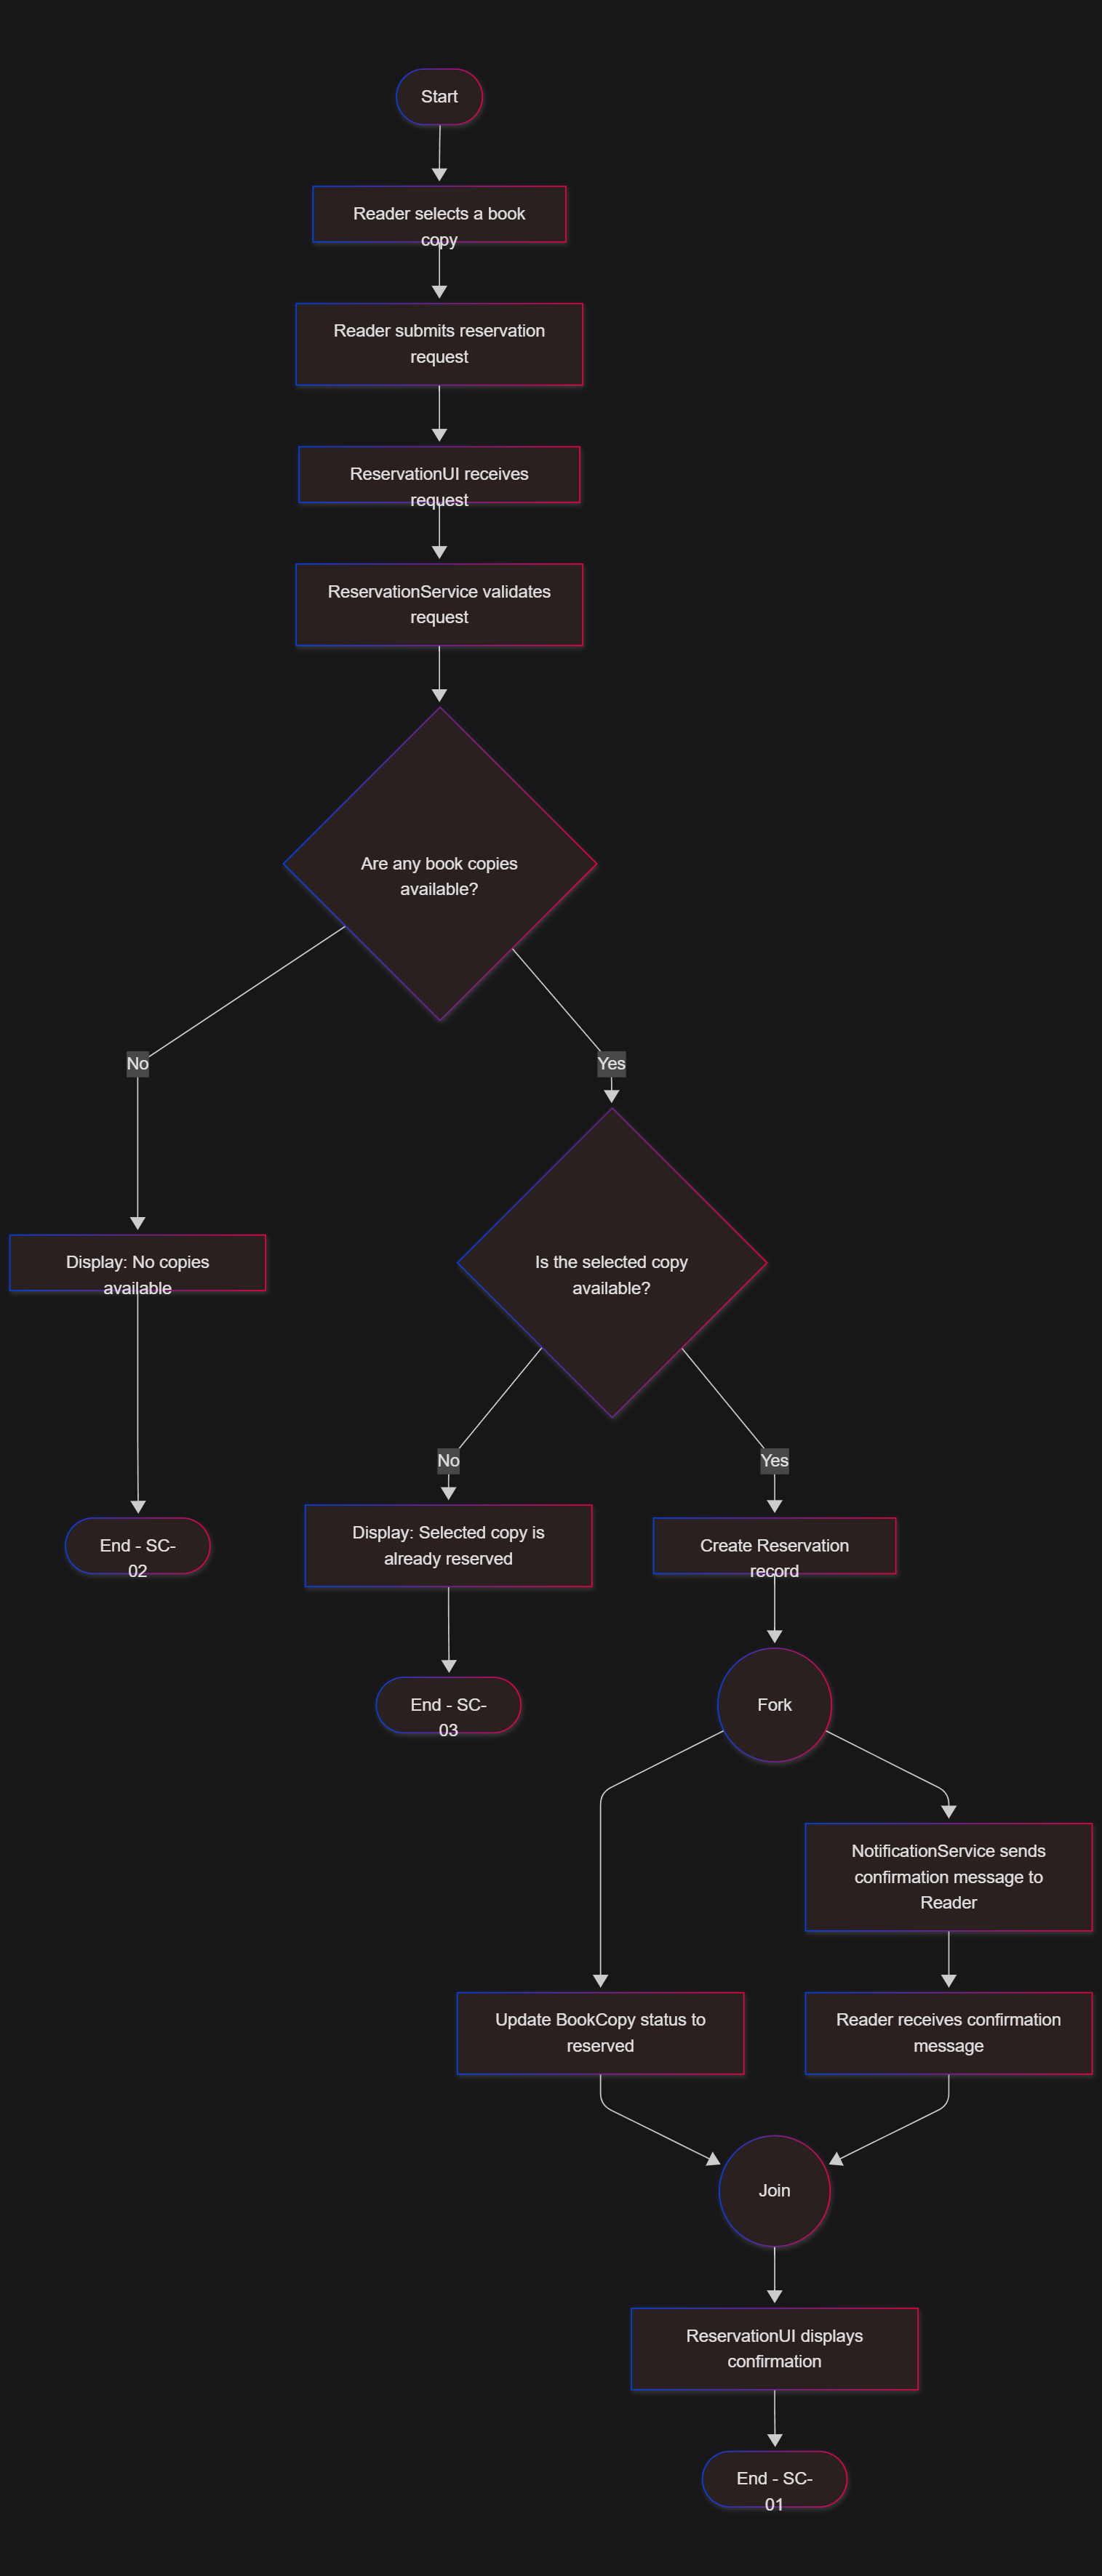 Start
Reader selects a book
copy
Reader submits reservation
request
ReservationUI receives
request
ReservationService validates
request
Are any book copies
available?
No
Yes
Display: No copies
available
Is the selected copy
available?
No
Yes
End - SC-
02
Display: Selected copy is
already reserved
Create Reservation
record
End - SC-
03
Fork
NotificationService sends
confirmation message to
Reader
Update BookCopy status to
reserved
Reader receives confirmation
message
Join
ReservationUI displays
confirmation
End - SC-
01